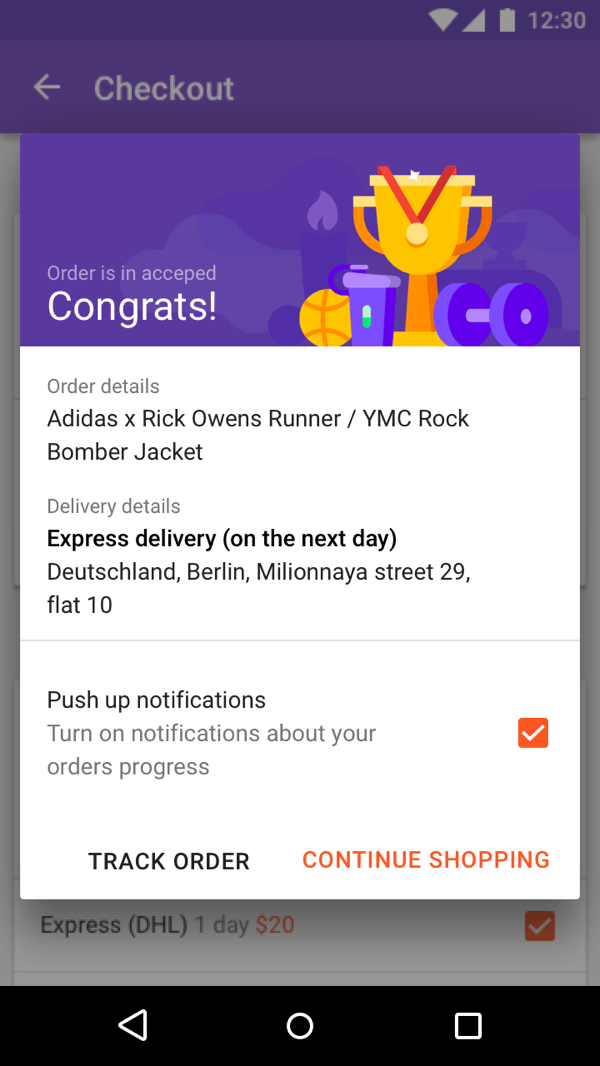 12:30
Checkout
Order is in acceped
Congrats!
Order details
Adidas x Rick Owens Runner / YMC Rock
Bomber Jacket
Delivery details
Express delivery (on the next day)
Deutschland, Berlin, Milionnaya street 29,
flat 10
Push up notifications
Turn on notifications about your
orders progress
TRACK ORDER CONTINUE SHOPPING
Express (DHL) 1 day $20